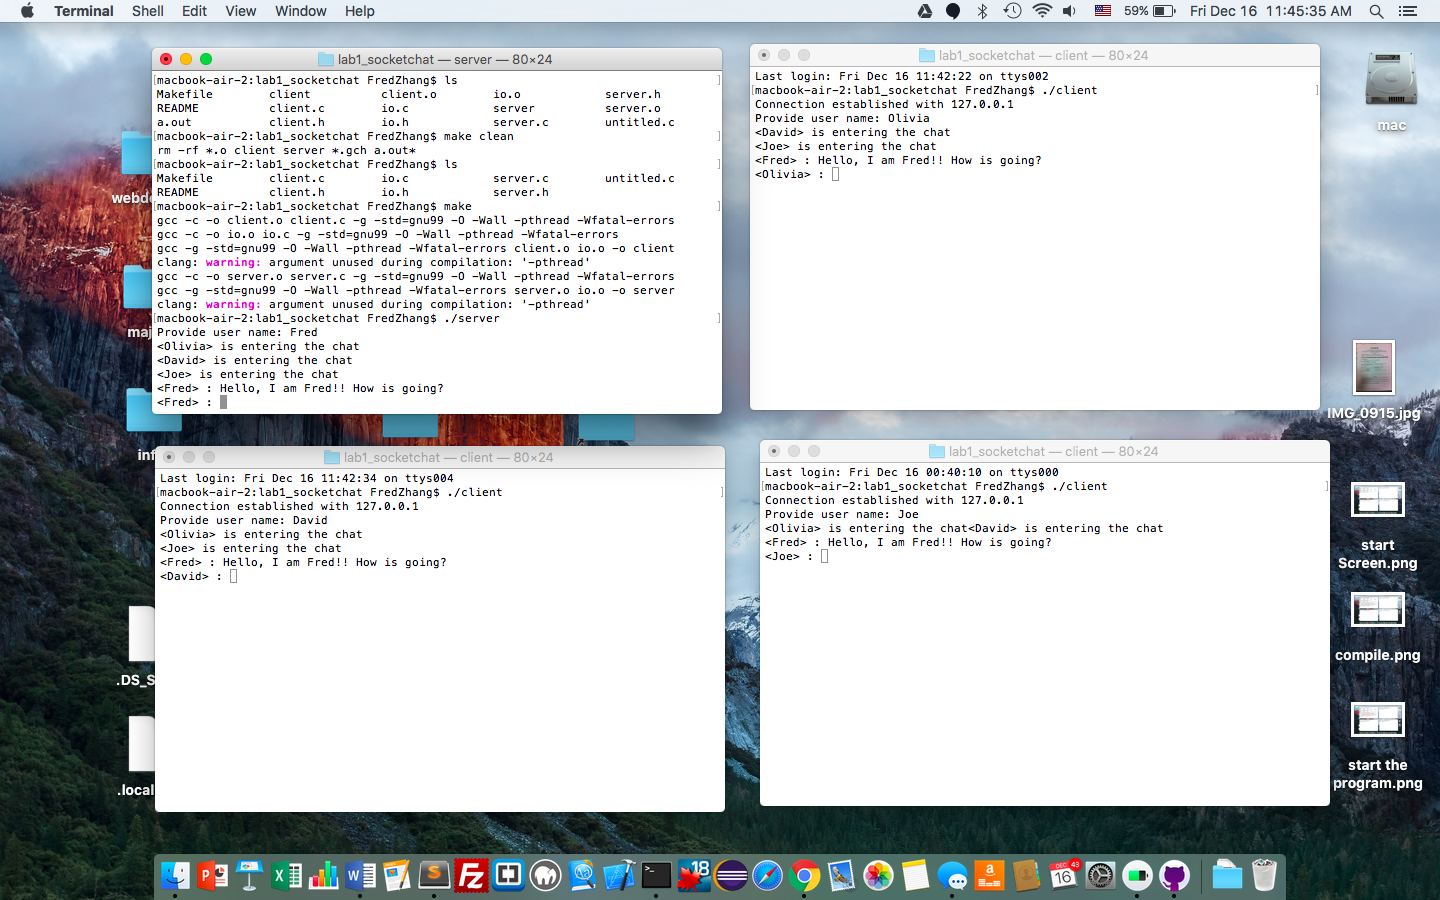 Terminal Shell Edit View Window Help 59% Fri Dec 16 11:45:35 AM
lab1_socketchat — server — 80×24
[macbook-air-2:lab1_socketchat FredZhang$ ls ]
Makefile client.c client.o io.o server.h
README client.c io.c server server.o
a.out client.h io.h server.c untitled.c
[macbook-air-2:lab1_socketchat FredZhang$ make clean ]
rm -rf *.o client server *.gch a.out*
[macbook-air-2:lab1_socketchat FredZhang$ ls ]
Makefile client.c io.c server.c untitled.c
README client.h io.h server.h
[macbook-air-2:lab1_socketchat FredZhang$ make ]
gcc -c -o client.o client.c -g -std=gnu99 -O -Wall -pthread -Wfatal-errors
gcc -c -o io.o io.c -g -std=gnu99 -O -Wall -pthread -Wfatal-errors
gcc -g -std=gnu99 -O -Wall -pthread -Wfatal-errors client.o io.o -o client
clang: warning: argument unused during compilation: '-pthread'
gcc -c -o server.o server.c -g -std=gnu99 -O -Wall -pthread -Wfatal-errors
gcc -g -std=gnu99 -O -Wall -pthread -Wfatal-errors server.o io.o -o server
clang: warning: argument unused during compilation: '-pthread'
[macbook-air-2:lab1_socketchat FredZhang$ ./server ]
Provide user name: Fred
<Olivia> is entering the chat
<David> is entering the chat
<Joe> is entering the chat
<Fred> : Hello, I am Fred!! How is going?
<Fred> :
lab1_socketchat — client — 80×24
Last login: Fri Dec 16 11:42:22 on ttys002
[macbook-air-2:lab1_socketchat FredZhang$ ./client ]
Connection established with 127.0.0.1
Provide user name: Olivia
<David> is entering the chat
<Joe> is entering the chat
<Fred> : Hello, I am Fred!! How is going?
<Olivia> :
lab1_socketchat — client — 80×24
Last login: Fri Dec 16 11:42:34 on ttys004
[macbook-air-2:lab1_socketchat FredZhang$ ./client ]
Connection established with 127.0.0.1
Provide user name: David
<Olivia> is entering the chat
<Joe> is entering the chat
<Fred> : Hello, I am Fred!! How is going?
<David> :
lab1_socketchat — client — 80×24
Last login: Fri Dec 16 00:40:10 on ttys000
[macbook-air-2:lab1_socketchat FredZhang$ ./client ]
Connection established with 127.0.0.1
Provide user name: Joe
<Olivia> is entering the chat<David> is entering the chat
<Fred> : Hello, I am Fred!! How is going?
<Joe> :
webd
maj
inf
.DS_S
.local
mac
IMG_0915.jpg
start
Screen.png
compile.png
start the
program.png
18
DEC
16
43